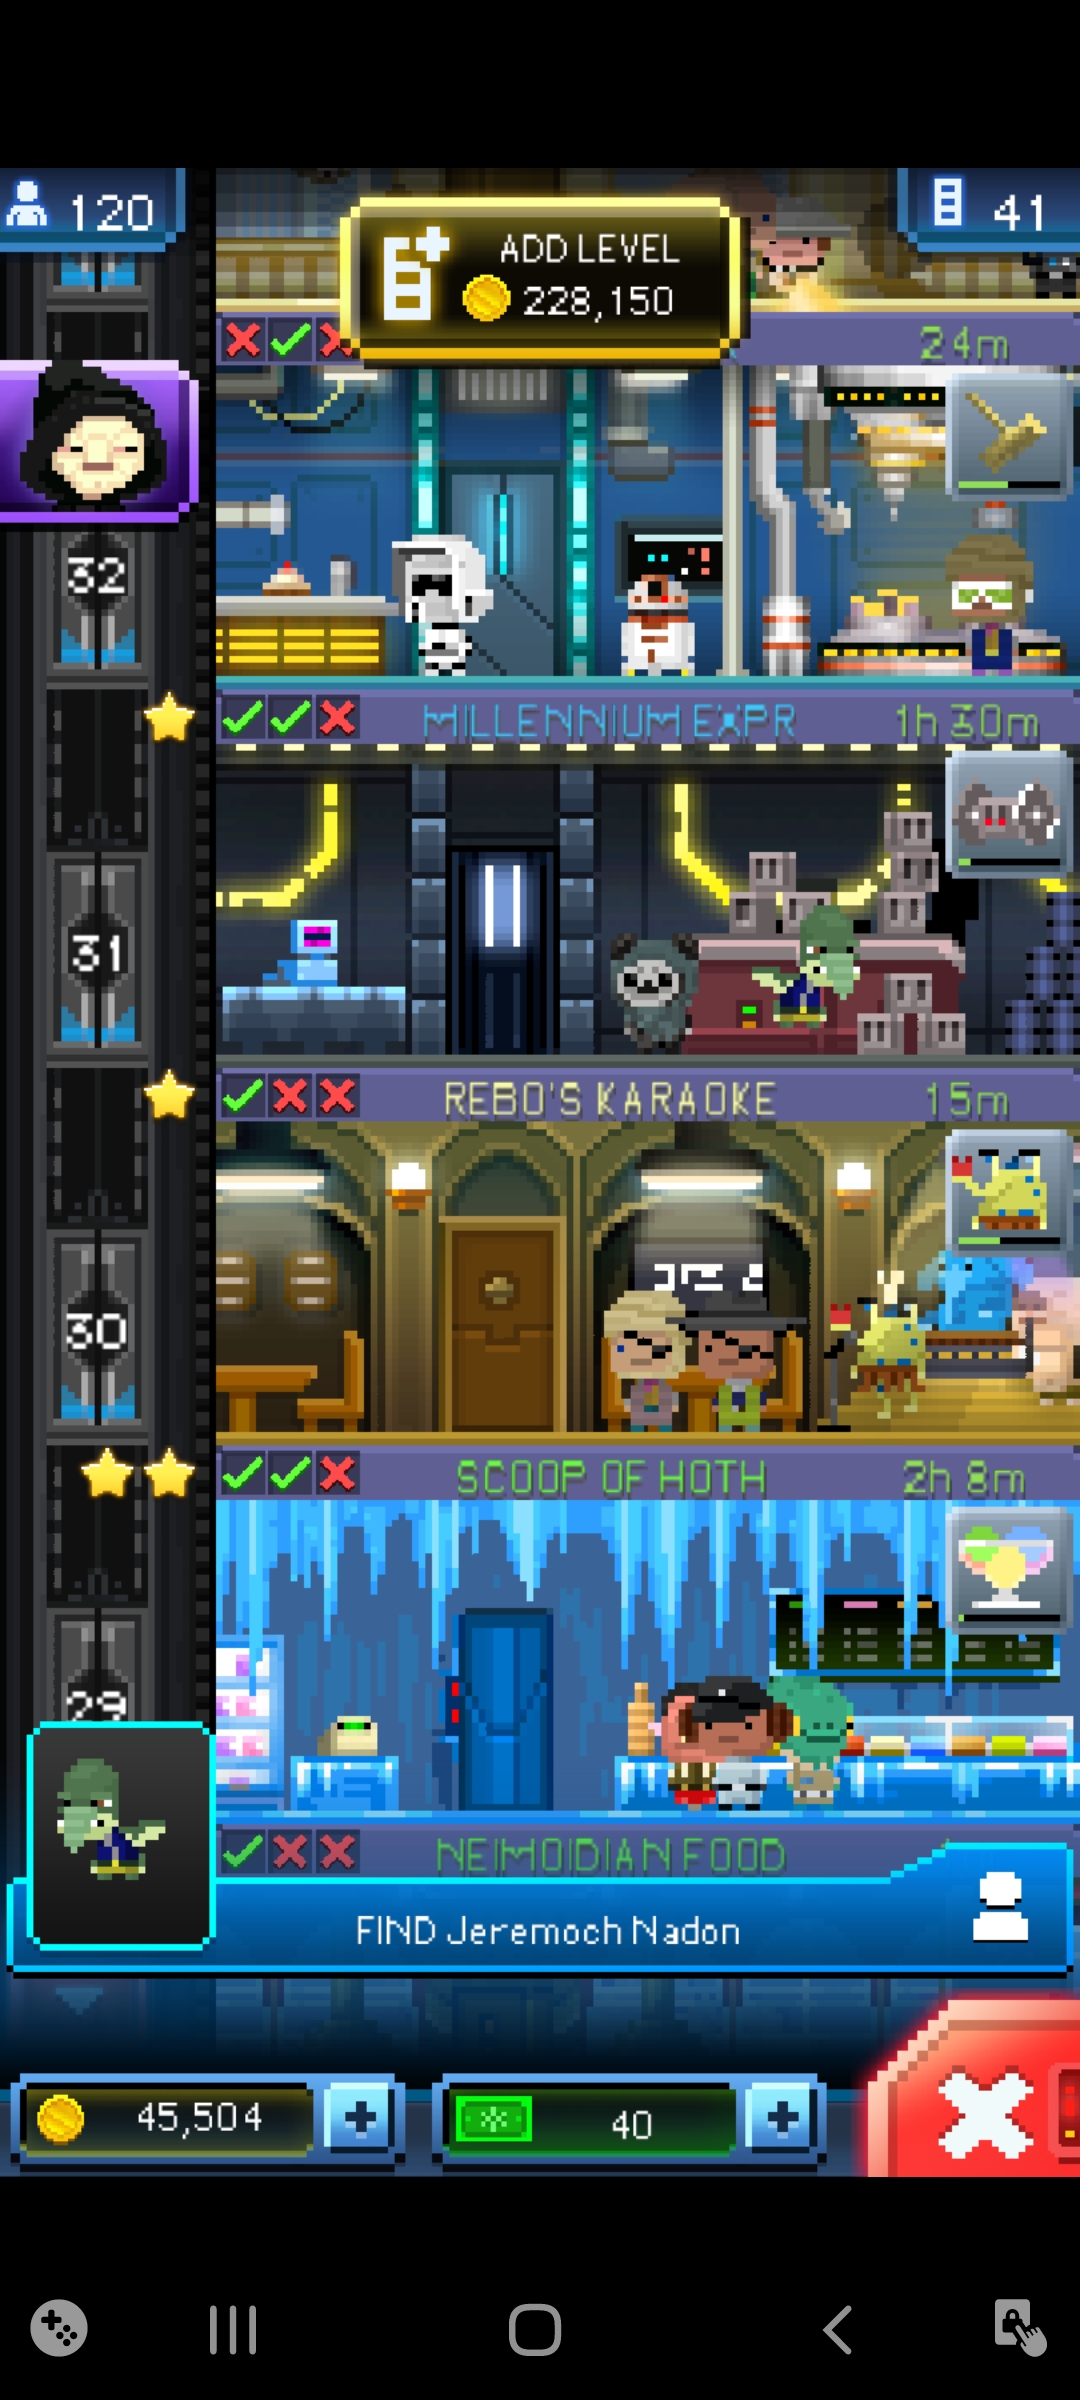 120
ADD LEVEL
228,150
41
24m
32
MILLENNIUM EXPR
1h 30m
31
REBO'S KARAOKE
15m
30
SCOOP OF HOTH
2h 8m
29
NEIMOIDIAN FOOD
FIND Jeremoch Nadon
45,504
40